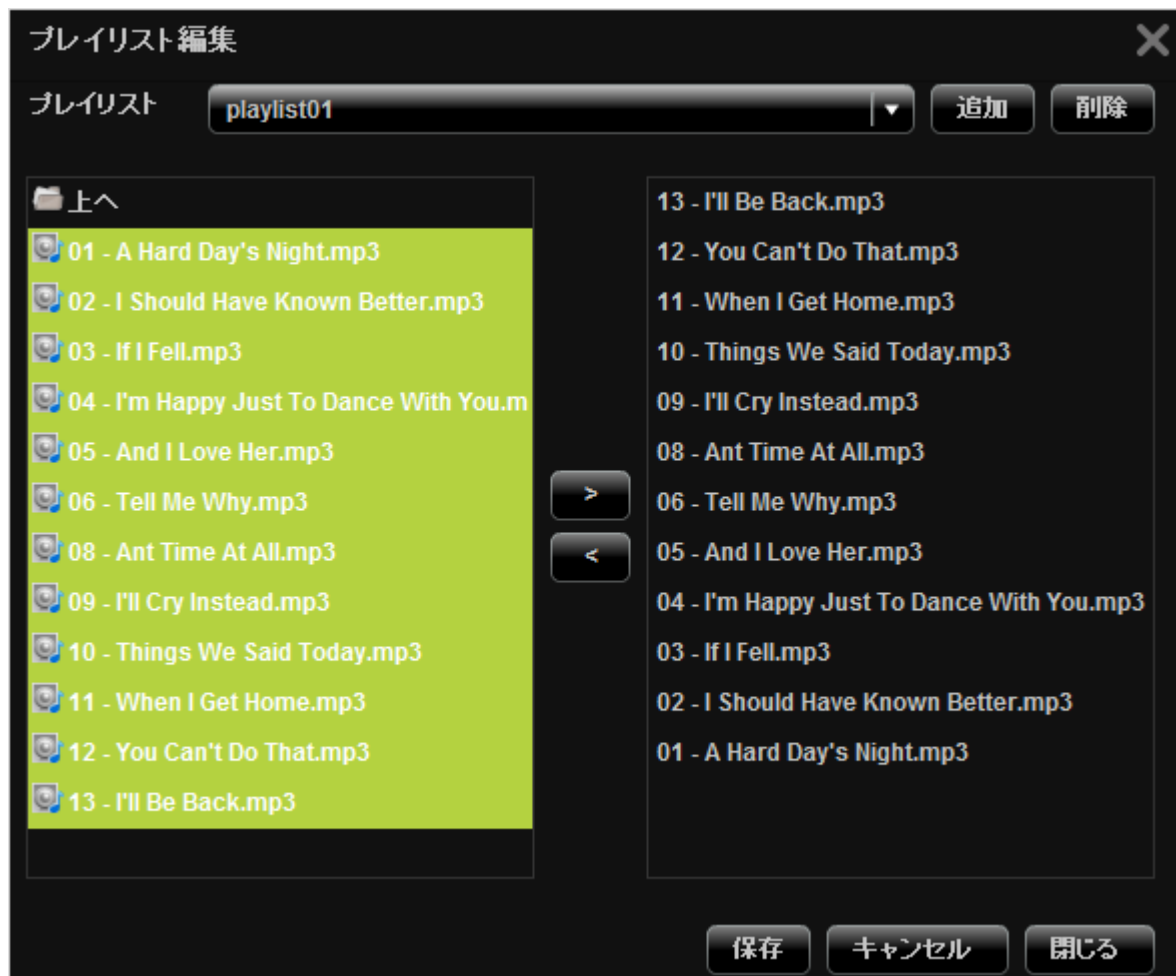 プレイリスト編集
プレイリスト
playlist01
追加
削除
上へ
01 - A Hard Day's Night.mp3
02 - I Should Have Known Better.mp3
03 - If I Fell.mp3
04 - I'm Happy Just To Dance With You.m
05 - And I Love Her.mp3
06 - Tell Me Why.mp3
08 - Ant Time At All.mp3
09 - I'll Cry Instead.mp3
10 - Things We Said Today.mp3
11 - When I Get Home.mp3
12 - You Can't Do That.mp3
13 - I'll Be Back.mp3
>
<
13 - I'll Be Back.mp3
12 - You Can't Do That.mp3
11 - When I Get Home.mp3
10 - Things We Said Today.mp3
09 - I'll Cry Instead.mp3
08 - Ant Time At All.mp3
06 - Tell Me Why.mp3
05 - And I Love Her.mp3
04 - I'm Happy Just To Dance With You.mp3
03 - If I Fell.mp3
02 - I Should Have Known Better.mp3
01 - A Hard Day's Night.mp3
保存
キャンセル
閉じる